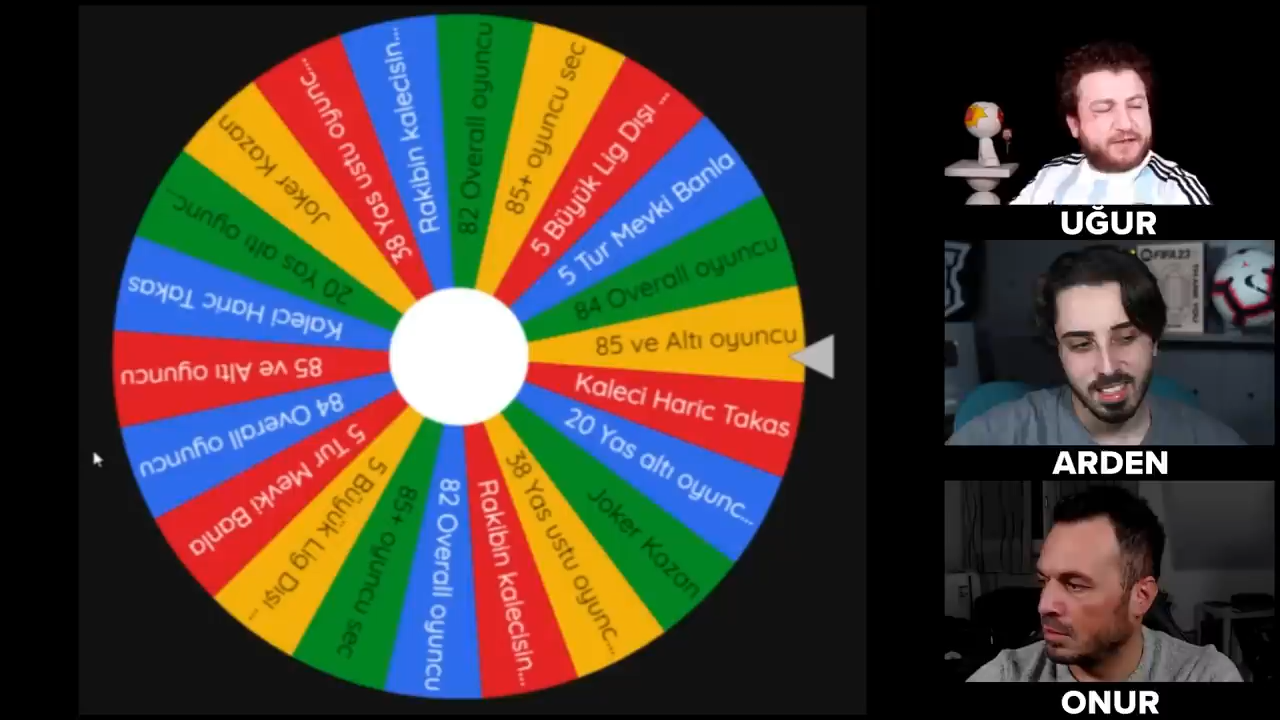 82 Overall oyuncu
85+ oyuncu sec
5 Büyük Lig Dışı ...
5 Tur Mevki Banla
84 Overall oyuncu
85 ve Altı oyuncu
Kaleci Haric Takas
20 Yas altı oyunc...
Joker Kazan
38 Yas ustu oyunc...
Rakibin kalecisin...
82 Overall oyuncu
85+ oyuncu sec
5 Büyük Lig Dışı ...
5 Tur Mevki Banla
84 Overall oyuncu
85 ve Altı oyuncu
Kaleci Haric Takas
20 Yas altı oyunc...
Joker Kazan
38 Yas ustu oyunc...
Rakibin kalecisin...
UĞUR
FIFA 23
ARDEN
ONUR